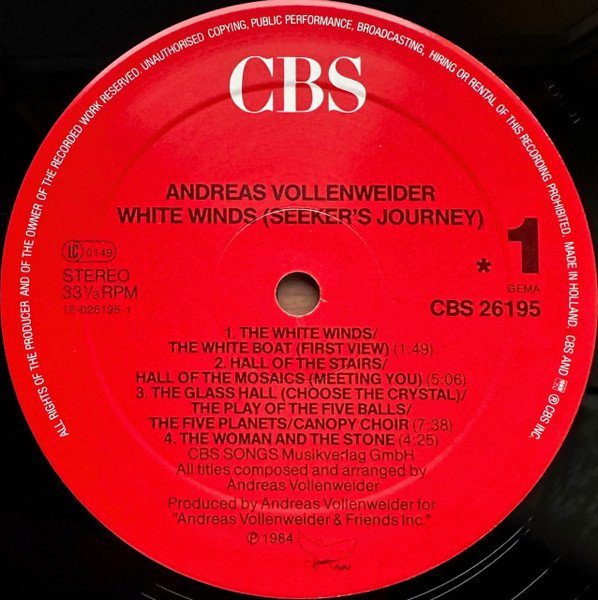 ALL RIGHTS OF THE PRODUCER AND OF THE OWNER OF THE RECORDED WORK RESERVED. UNAUTHORISED COPYING, PUBLIC PERFORMANCE, BROADCASTING, HIRING OR RENTAL OF THIS RECORDING PROHIBITED. MADE IN HOLLAND. CBS AND ® CBS INC.
CBS
ANDREAS VOLLENWEIDER
WHITE WINDS (SEEKER'S JOURNEY)
LC 0149
STEREO
33 1/3 RPM
12-026195-1
* 1
GEMA
CBS 26195
1. THE WHITE WINDS/
THE WHITE BOAT (FIRST VIEW) (1.49)
2. HALL OF THE STAIRS/
HALL OF THE MOSAICS (MEETING YOU) (5:06)
3. THE GLASS HALL (CHOOSE THE CRYSTAL)/
THE PLAY OF THE FIVE BALLS/
THE FIVE PLANETS/CANOPY CHOIR (7:38)
4. THE WOMAN AND THE STONE (4:25)
CBS SONGS Musikverlag GmbH
All titles composed and arranged by
Andreas Vollenweider
Produced by Andreas Vollenweider for
"Andreas Vollenweider & Friends Inc."
℗ 1984